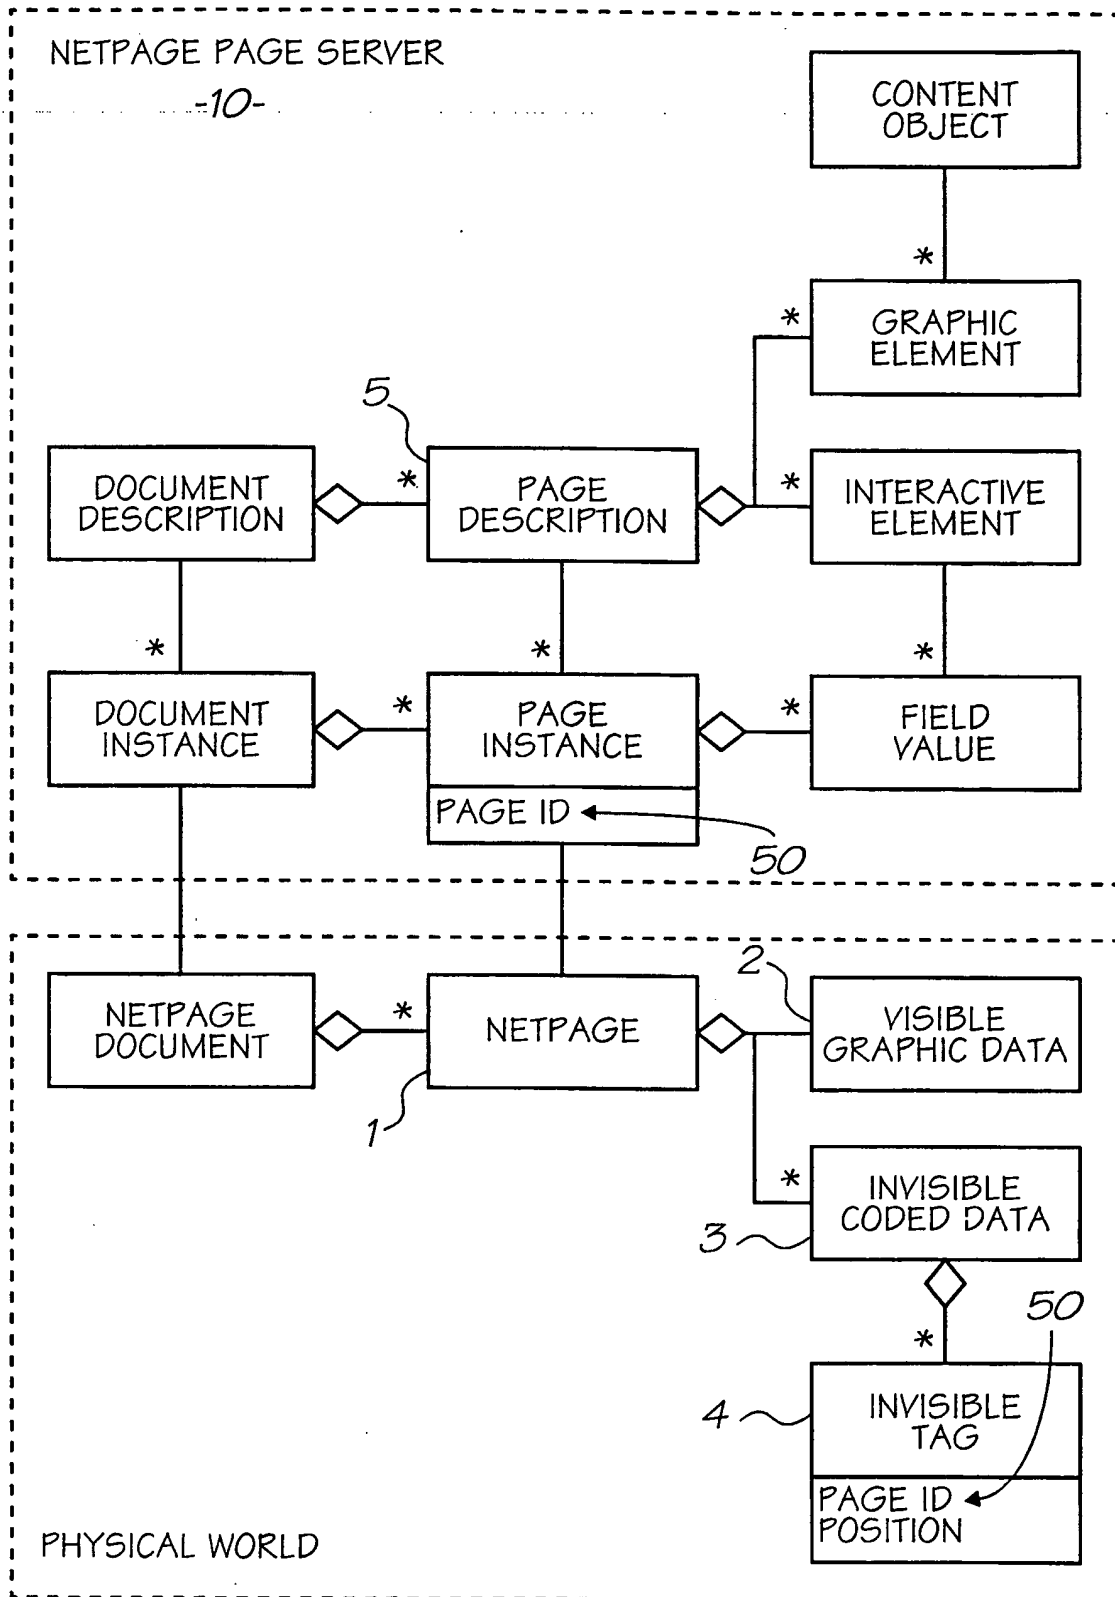 NETPAGE PAGE SERVER
-10-
CONTENT
OBJECT
*
*
GRAPHIC
ELEMENT
5
DOCUMENT
DESCRIPTION
*
PAGE
DESCRIPTION
*
INTERACTIVE
ELEMENT
*
*
*
DOCUMENT
INSTANCE
*
PAGE
INSTANCE
*
FIELD
VALUE
PAGE ID
50
NETPAGE
DOCUMENT
*
NETPAGE
1
2
VISIBLE
GRAPHIC DATA
*
INVISIBLE
CODED DATA
3
*
50
4
INVISIBLE
TAG
PAGE ID
POSITION
PHYSICAL WORLD